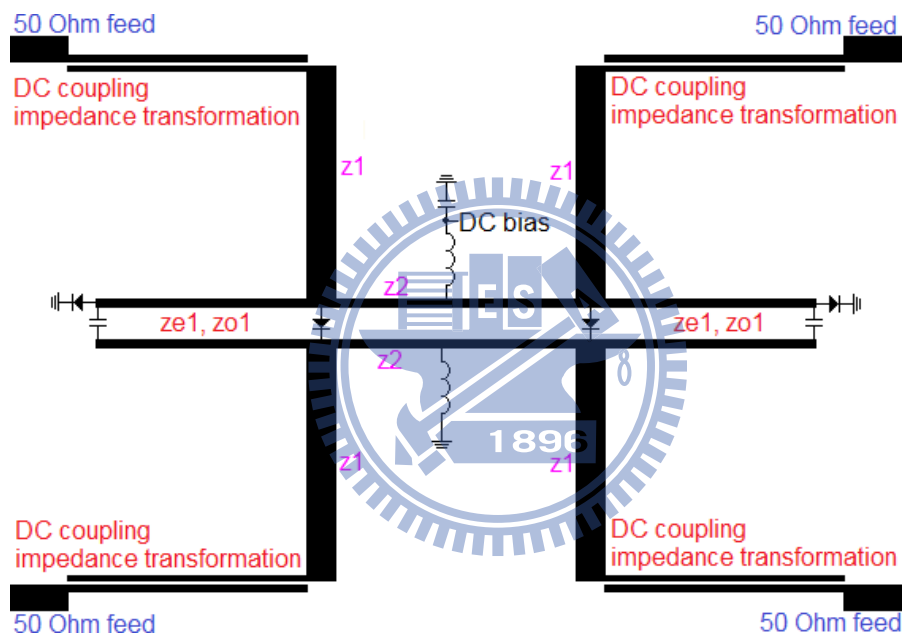 50 Ohm feed
50 Ohm feed
DC coupling
impedance transformation
DC coupling
impedance transformation
z1
z1
DC bias
z2
ze1, zo1
ze1, zo1
z2
ES
8
1896
z1
z1
DC coupling
impedance transformation
DC coupling
impedance transformation
50 Ohm feed
50 Ohm feed